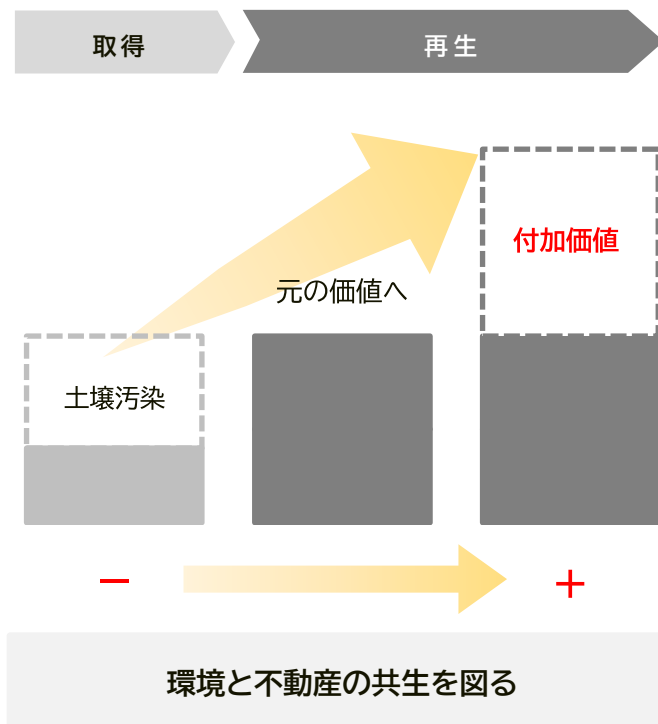 取得
再生
付加価値
元の価値へ
土壌汚染
－
＋
環境と不動産の共生を図る